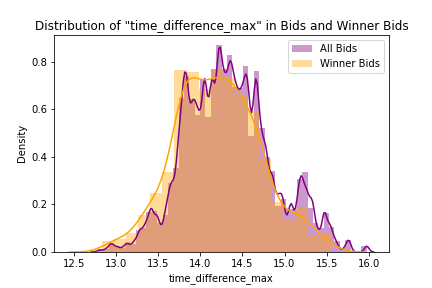 Distribution of "time_difference_max" in Bids and Winner Bids
All Bids
Winner Bids
Density
0.8
0.6
0.4
0.2
0.0
12.5 13.0 13.5 14.0 14.5 15.0 15.5 16.0
time_difference_max